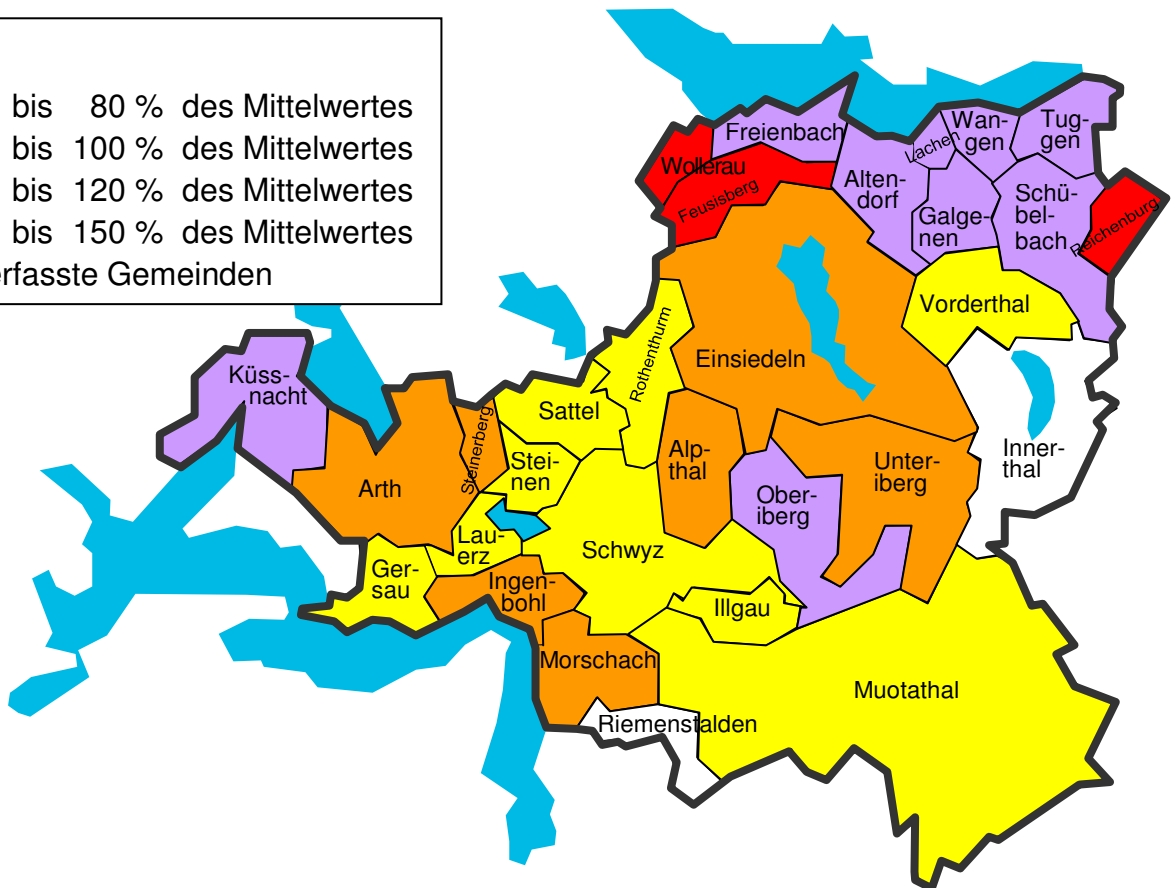 bis 80 % des Mittelwertes
bis 100 % des Mittelwertes
bis 120 % des Mittelwertes
bis 150 % des Mittelwertes
erfasste Gemeinden
Freienbach
Wan-
gen
Tug-
gen
Lachen
Wollerau
Feusisberg
Alten-
dorf
Galge-
nen
Schü-
bel-
bach
Reichenburg
Vorderthal
Einsiedeln
Rothenthurm
Küss-
nacht
Sattel
Steinerberg
Stei-
nen
Arth
Alp-
thal
Unter-
iberg
Inner-
thal
Ober-
iberg
Lau-
erz
Schwyz
Ger-
sau
Ingen-
bohl
Illgau
Morschach
Muotathal
Riemenstalden